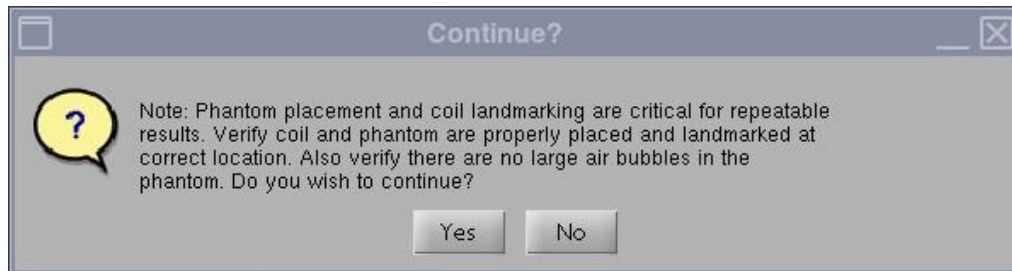 Continue?
?
Note: Phantom placement and coil landmarking are critical for repeatable
results. Verify coil and phantom are properly placed and landmarked at
correct location. Also verify there are no large air bubbles in the
phantom. Do you wish to continue?
Yes No